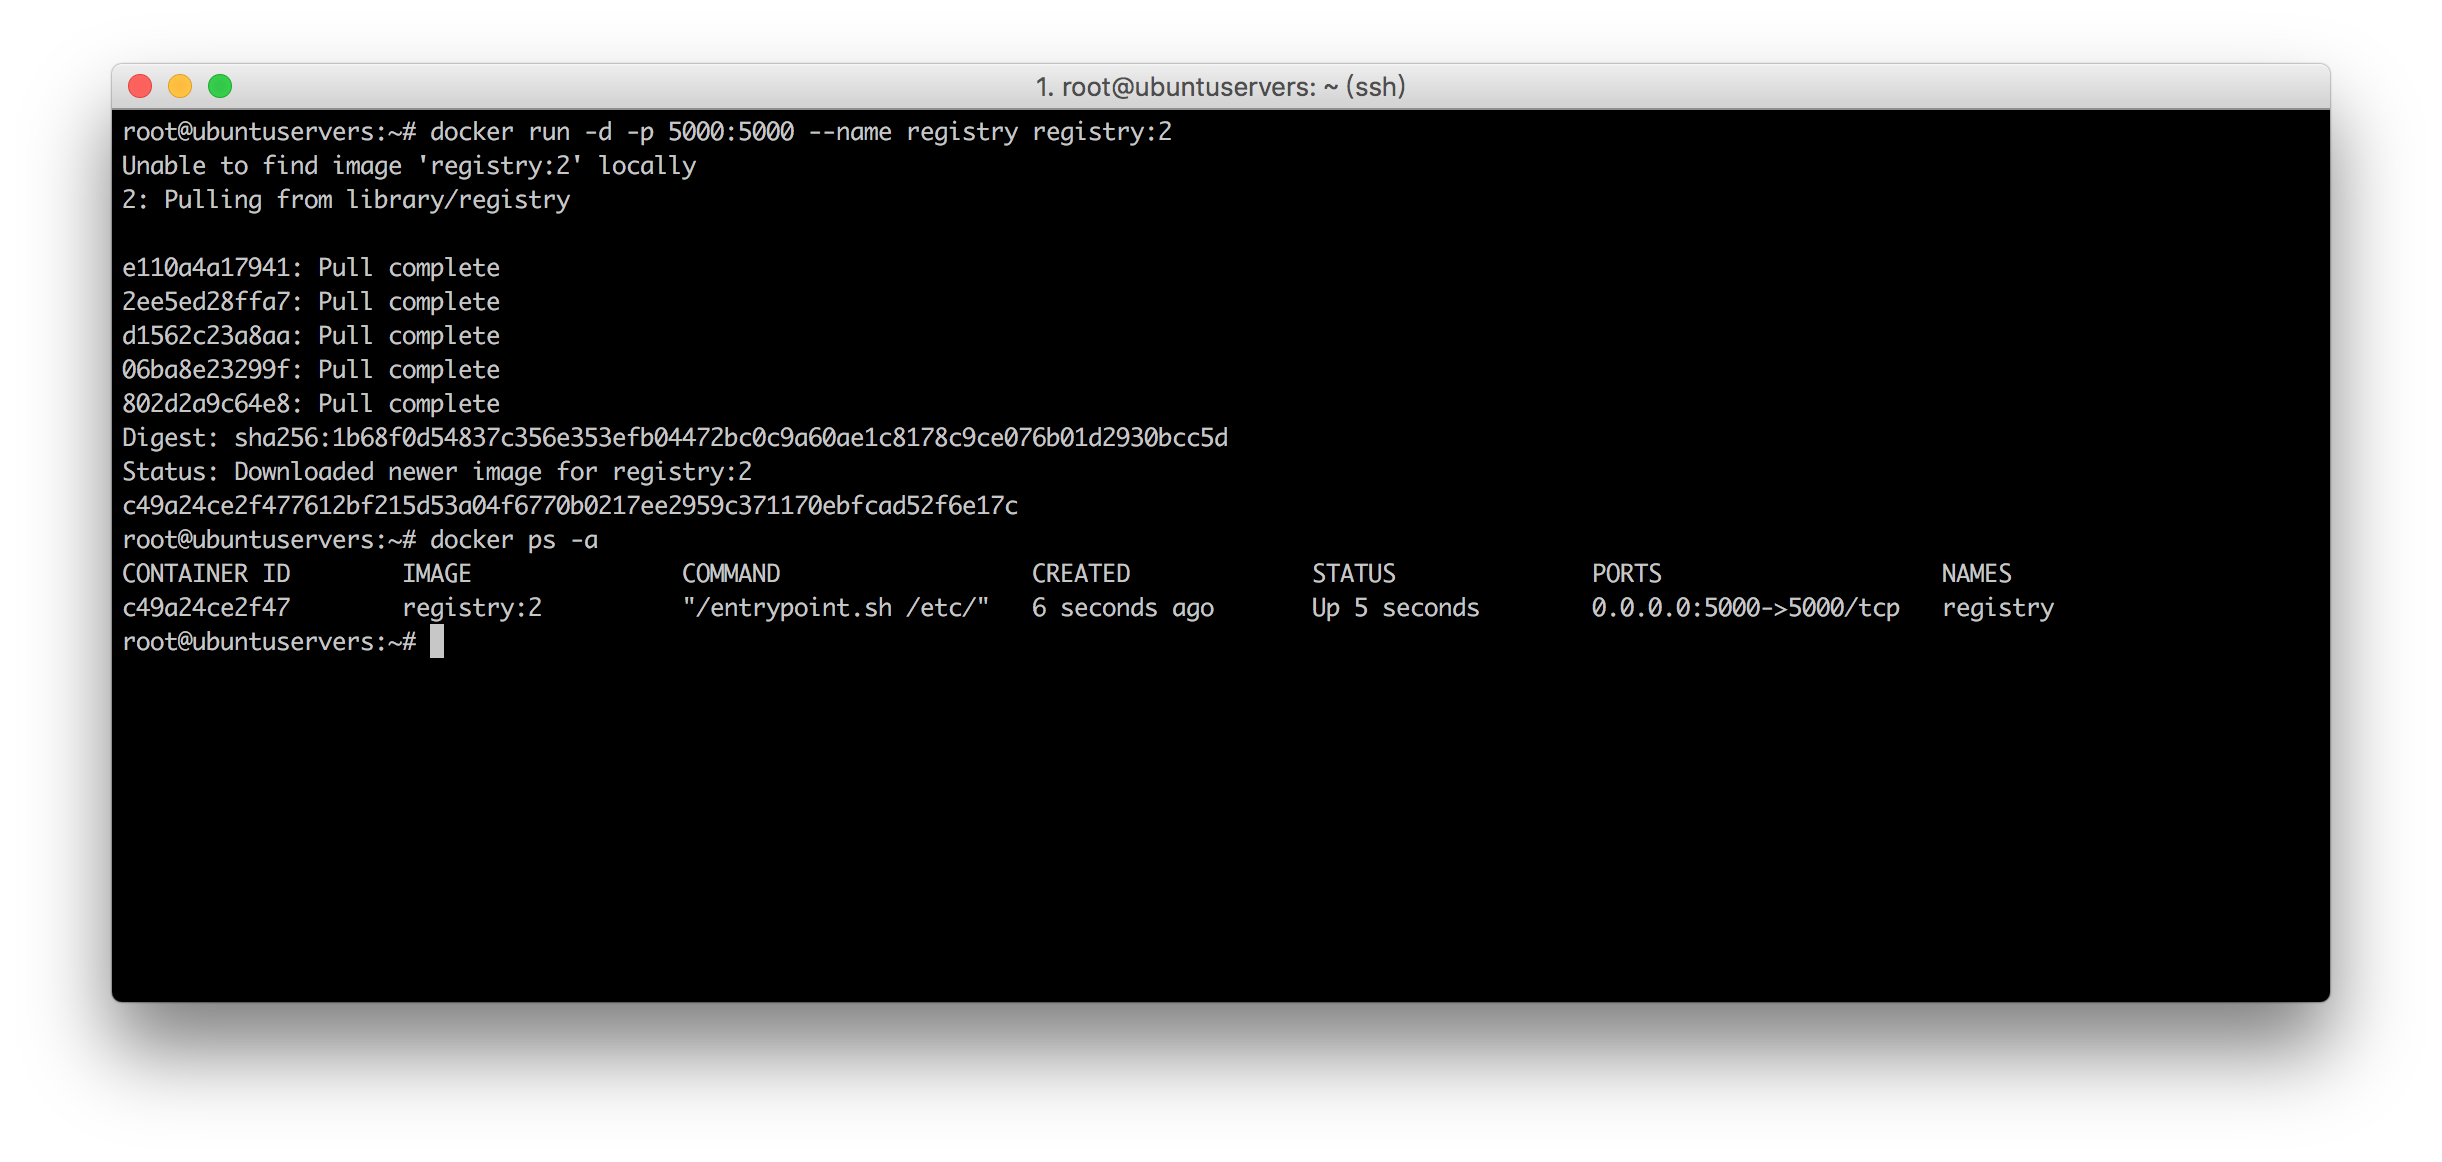 1. root@ubuntuservers: ~ (ssh)
root@ubuntuservers:~# docker run -d -p 5000:5000 --name registry registry:2
Unable to find image 'registry:2' locally
2: Pulling from library/registry
e110a4a17941: Pull complete
2ee5ed28ffa7: Pull complete
d1562c23a8aa: Pull complete
06ba8e23299f: Pull complete
802d2a9c64e8: Pull complete
Digest: sha256:1b68f0d54837c356e353efb04472bc0c9a60ae1c8178c9ce076b01d2930bcc5d
Status: Downloaded newer image for registry:2
c49a24ce2f477612bf215d53a04f6770b0217ee2959c371170ebfcad52f6e17c
root@ubuntuservers:~# docker ps -a
CONTAINER ID        IMAGE               COMMAND                  CREATED             STATUS              PORTS                    NAMES
c49a24ce2f47        registry:2          "/entrypoint.sh /etc/"   6 seconds ago       Up 5 seconds        0.0.0.0:5000->5000/tcp   registry
root@ubuntuservers:~#